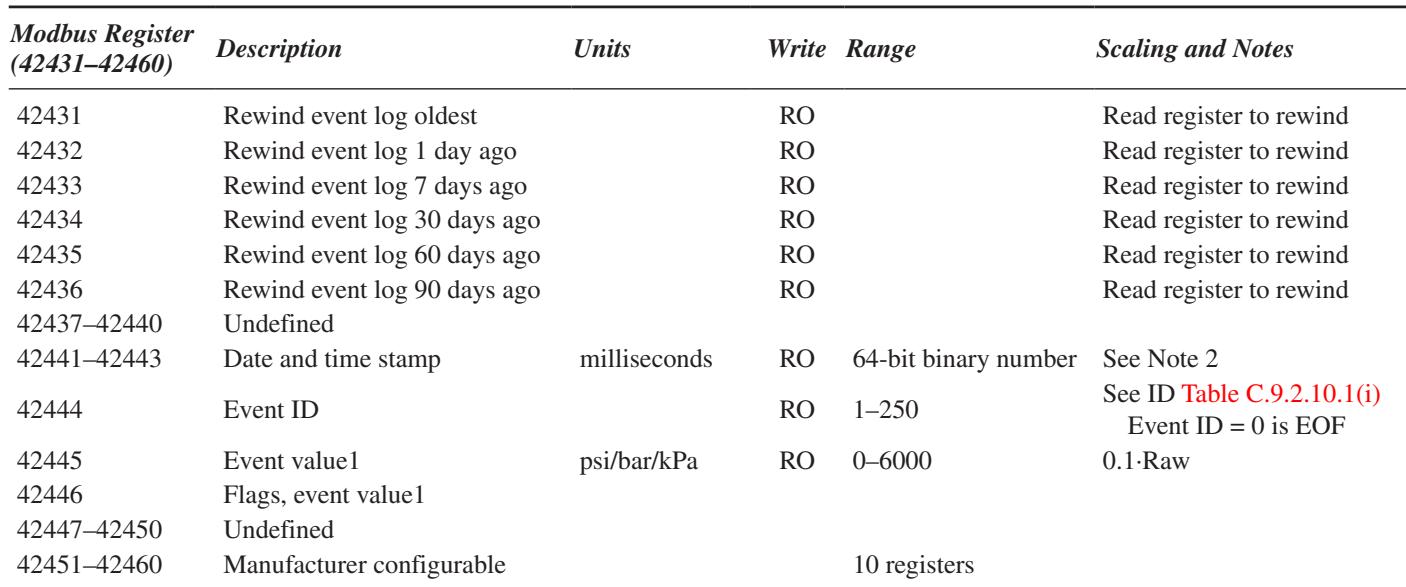 Modbus Register (42431–42460) Description Units Write Range Scaling and Notes
42431 Rewind event log oldest RO Read register to rewind
42432 Rewind event log 1 day ago RO Read register to rewind
42433 Rewind event log 7 days ago RO Read register to rewind
42434 Rewind event log 30 days ago RO Read register to rewind
42435 Rewind event log 60 days ago RO Read register to rewind
42436 Rewind event log 90 days ago RO Read register to rewind
42437–42440 Undefined
42441–42443 Date and time stamp milliseconds RO 64-bit binary number See Note 2
42444 Event ID RO 1–250 See ID Table C.9.2.10.1(i)
Event ID = 0 is EOF
42445 Event value1 psi/bar/kPa RO 0–6000 0.1·Raw
42446 Flags, event value1
42447–42450 Undefined
42451–42460 Manufacturer configurable 10 registers